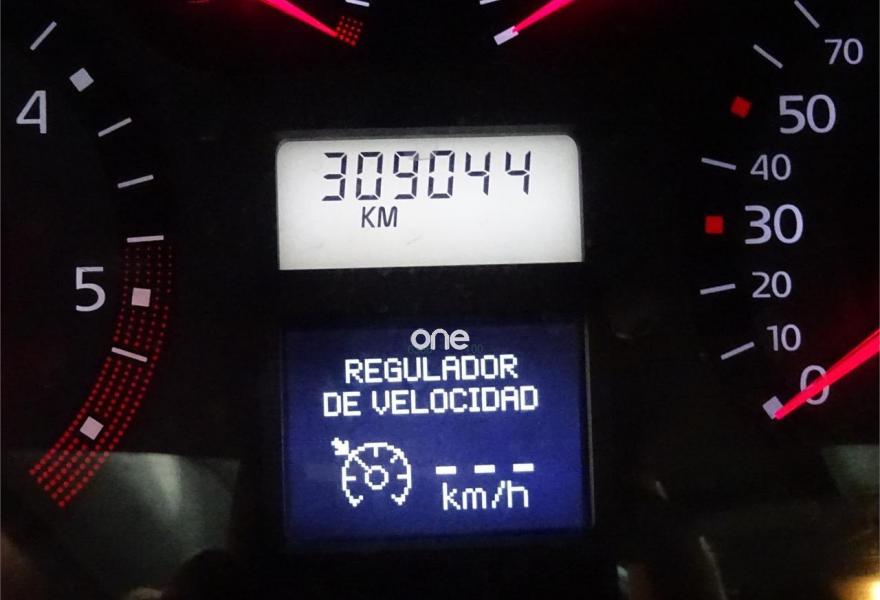 4
5
309044
KM
one
REGULADOR
DE VELOCIDAD
---
km/h
70
50
40
30
20
10
0